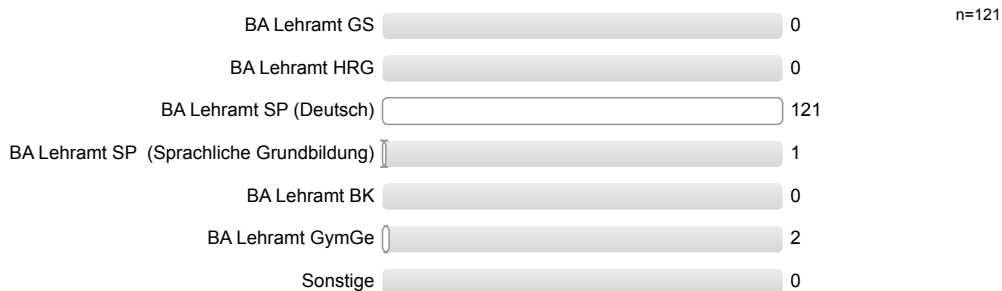 n=121
BA Lehramt GS 0
BA Lehramt HRG 0
BA Lehramt SP (Deutsch) 121
BA Lehramt SP (Sprachliche Grundbildung) 1
BA Lehramt BK 0
BA Lehramt GymGe 2
Sonstige 0